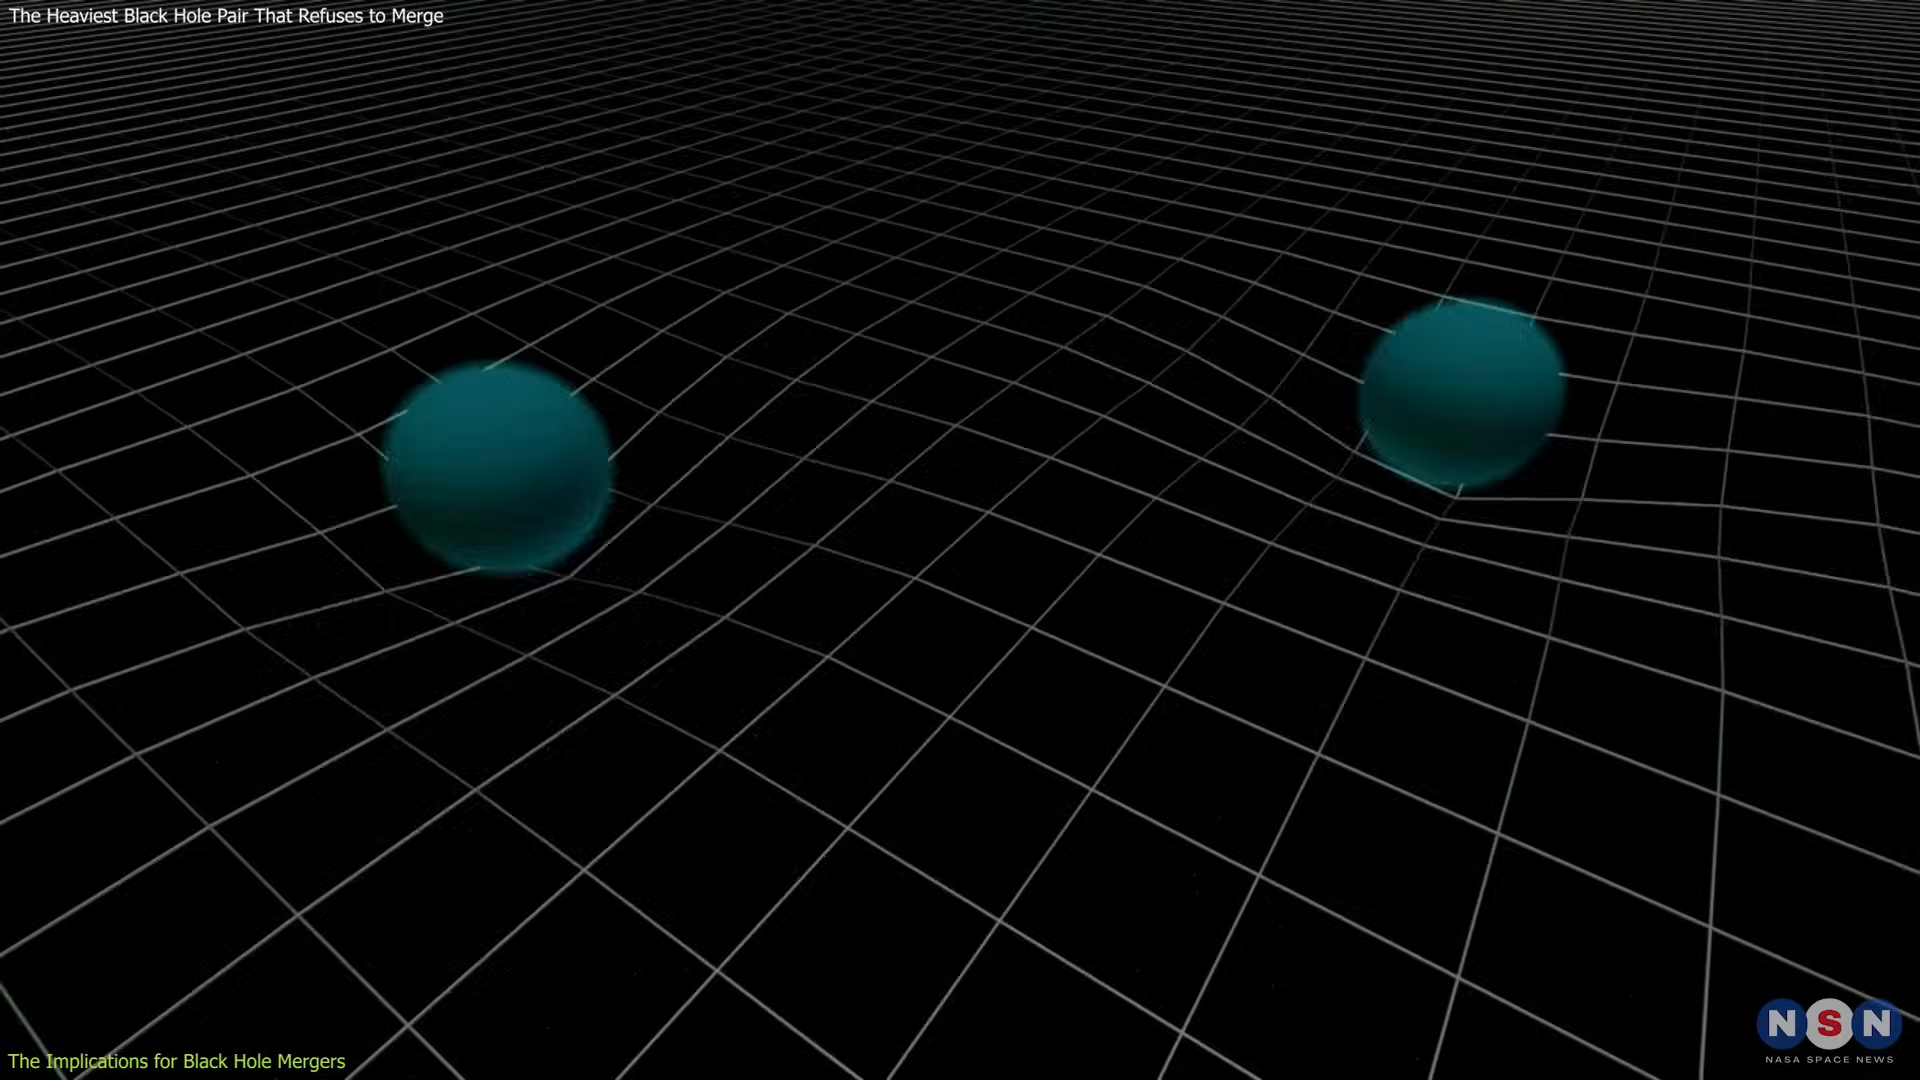 The Heaviest Black Hole Pair That Refuses to Merge
The Implications for Black Hole Mergers
NSN
NASA SPACE NEWS